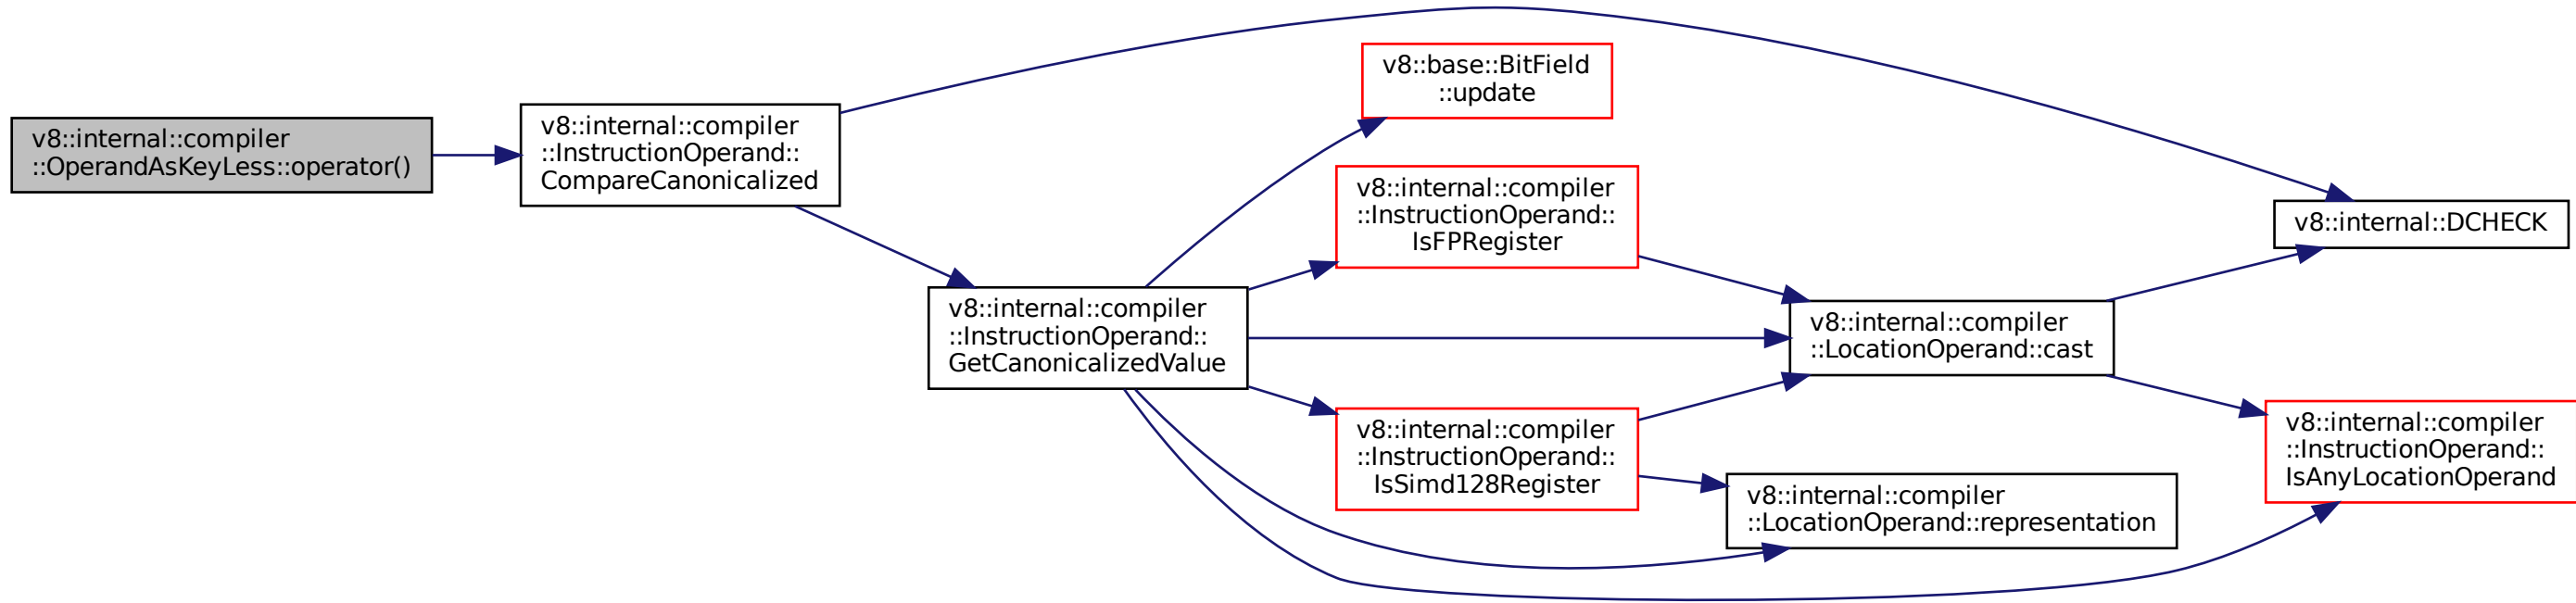 v8::internal::compiler
::OperandAsKeyLess::operator()
v8::internal::compiler
::InstructionOperand::
CompareCanonicalized
v8::internal::compiler
::InstructionOperand::
GetCanonicalizedValue
v8::base::BitField
::update
v8::internal::compiler
::InstructionOperand::
IsFPRegister
v8::internal::compiler
::InstructionOperand::
IsSimd128Register
v8::internal::compiler
::LocationOperand::cast
v8::internal::compiler
::LocationOperand::representation
v8::internal::DCHECK
v8::internal::compiler
::InstructionOperand::
IsAnyLocationOperand